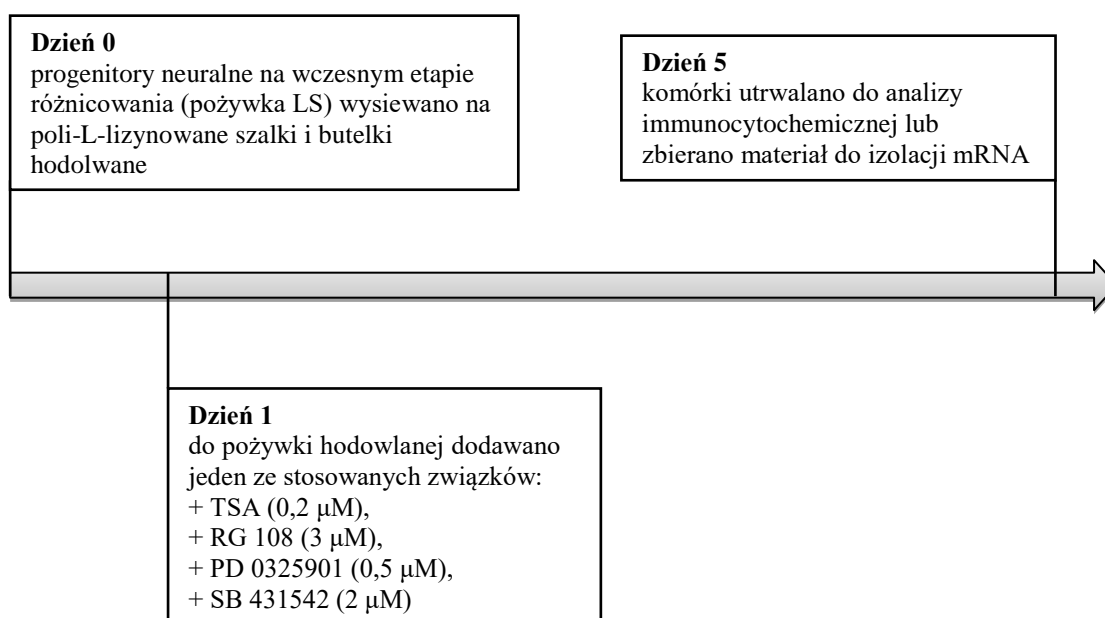 Dzień 0
progenitory neuralne na wczesnym etapie
różnicowania (pożywka LS) wysiewano na
poli-L-lizynowane szalki i butelki
hodolwane
Dzień 5
komórki utrwalano do analizy
immunocytochemicznej lub
zbierano materiał do izolacji mRNA
Dzień 1
do pożywki hodowlanej dodawano
jeden ze stosowanych związków:
+ TSA (0,2 μM),
+ RG 108 (3 μM),
+ PD 0325901 (0,5 μM),
+ SB 431542 (2 μM)